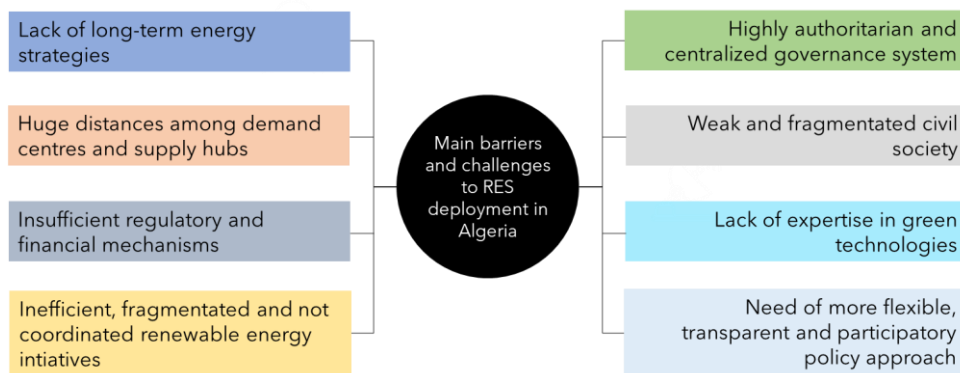 Lack of long-term energy
strategies
Huge distances among demand
centres and supply hubs
Insufficient regulatory and
financial mechanisms
Inefficient, fragmentated and not
coordinated renewable energy
intiatives
Main barriers
and challenges
to RES
deployment in
Algeria
Highly authoritarian and
centralized governance system
Weak and fragmentated civil
society
Lack of expertise in green
technologies
Need of more flexible,
transparent and participatory
policy approach